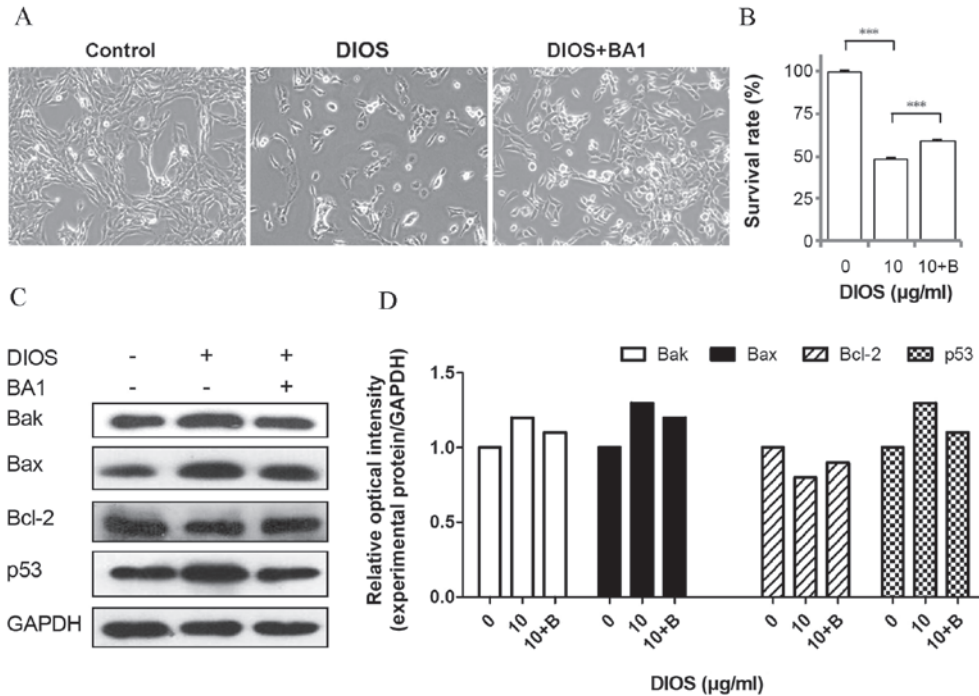 A
Control
DIOS
DIOS+BA1
B
***
***
Survival rate (%)
100
75
50
25
0
0 10 10+B
DIOS (µg/ml)
C
DIOS - + +
BA1 - - +
Bak
Bax
Bcl-2
p53
GAPDH
D
Bak Bax Bcl-2 p53
Relative optical intensity
(experimental protein/GAPDH)
1.5
1.0
0.5
0.0
0 10 10+B 0 10 10+B 0 10 10+B 0 10 10+B
DIOS (µg/ml)